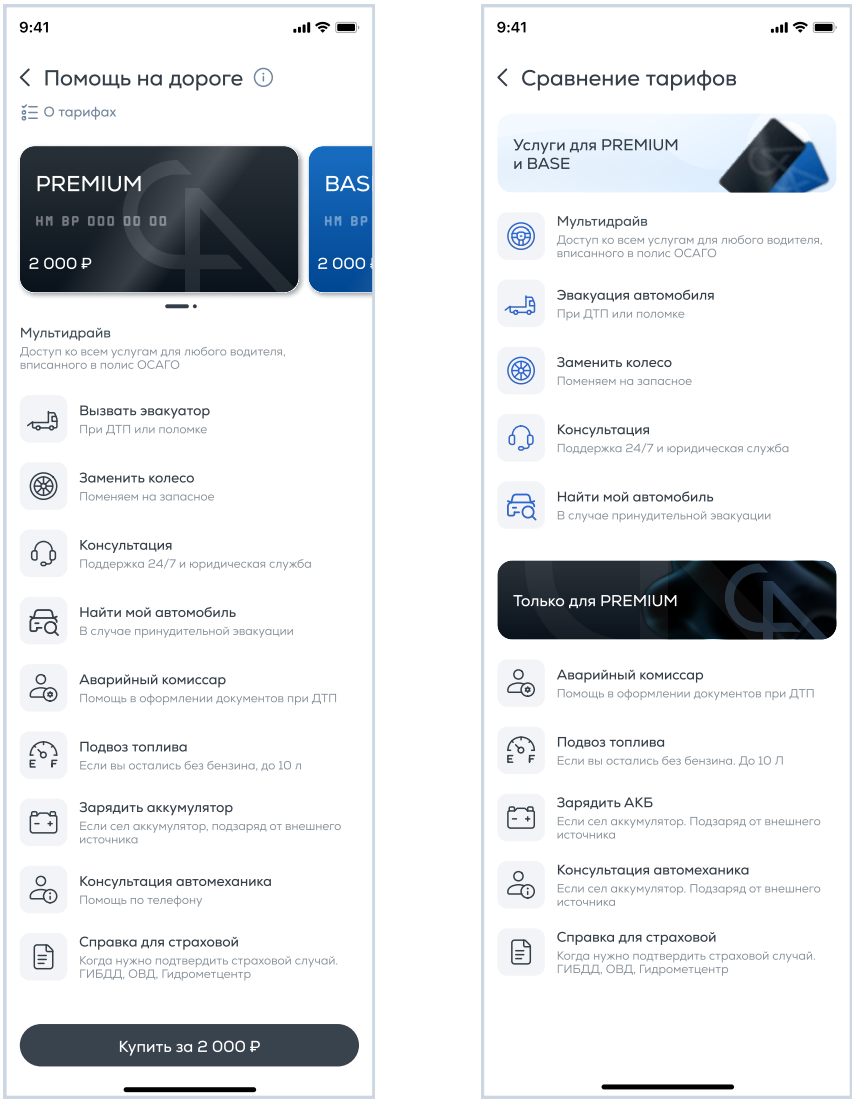 9:41
Помощь на дороге
О тарифах
PREMIUM
НМ ВР 000 00 00
2 000 ₽
BAS
НМ ВР
2 000
Мультидрайв
Доступ ко всем услугам для любого водителя,
вписанного в полис ОСАГО
Вызвать эвакуатор
При ДТП или поломке
Заменить колесо
Поменяем на запасное
Консультация
Поддержка 24/7 и юридическая служба
Найти мой автомобиль
В случае принудительной эвакуации
Аварийный комиссар
Помощь в оформлении документов при ДТП
E F
Подвоз топлива
Если вы остались без бензина, до 10 л
Зарядить аккумулятор
Если сел аккумулятор, подзаряд от внешнего
источника
Консультация автомеханика
Помощь по телефону
Справка для страховой
Когда нужно подтвердить страховой случай.
ГИБДД, ОВД, Гидрометцентр
Купить за 2 000 ₽
9:41
Сравнение тарифов
Услуги для PREMIUM
и BASE
Мультидрайв
Доступ ко всем услугам для любого водителя,
вписанного в полис ОСАГО
Эвакуация автомобиля
При ДТП или поломке
Заменить колесо
Поменяем на запасное
Консультация
Поддержка 24/7 и юридическая служба
Найти мой автомобиль
В случае принудительной эвакуации
Только для PREMIUM
Аварийный комиссар
Помощь в оформлении документов при ДТП
E F
Подвоз топлива
Если вы остались без бензина. До 10 Л
Зарядить АКБ
Если сел аккумулятор. Подзаряд от внешнего
источника
Консультация автомеханика
Если сел аккумулятор. Подзаряд от внешнего
источника
Справка для страховой
Когда нужно подтвердить страховой случай.
ГИБДД, ОВД, Гидрометцентр